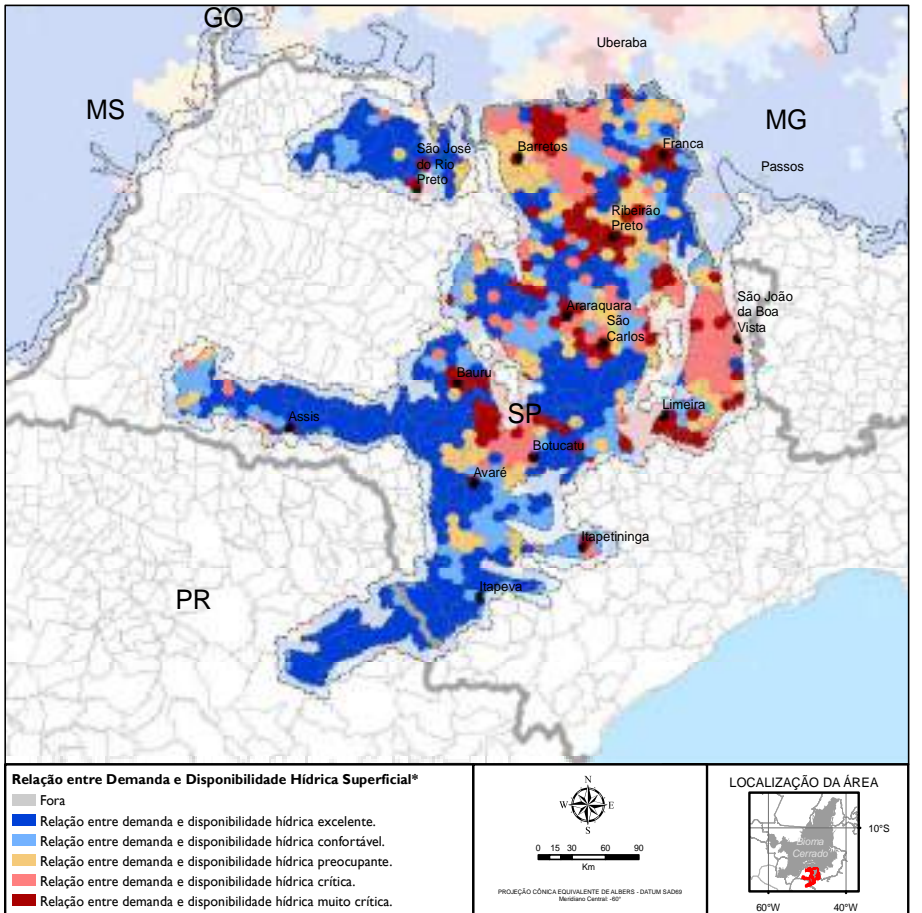 GO
Uberaba
MS
MG
São José
do Rio
Preto
Barretos
Franca
Passos
Ribeirão
Preto
São João
da Boa
Vista
Araraquara
São
Carlos
Bauru
SP
Limeira
Assis
Botucatu
Avaré
Itapetininga
Itapeva
PR
Relação entre Demanda e Disponibilidade Hídrica Superficial*
Fora
Relação entre demanda e disponibilidade hídrica excelente.
Relação entre demanda e disponibilidade hídrica confortável.
Relação entre demanda e disponibilidade hídrica preocupante.
Relação entre demanda e disponibilidade hídrica crítica.
Relação entre demanda e disponibilidade hídrica muito crítica.
N
W E
S
0 15 30 60 90
Km
PROJEÇÃO CÔNICA EQUIVALENTE DE ALBERS - DATUM SAD69
Meridiano Central: -60°
LOCALIZAÇÃO DA ÁREA
Bioma
Cerrado
10°S
60°W 40°W